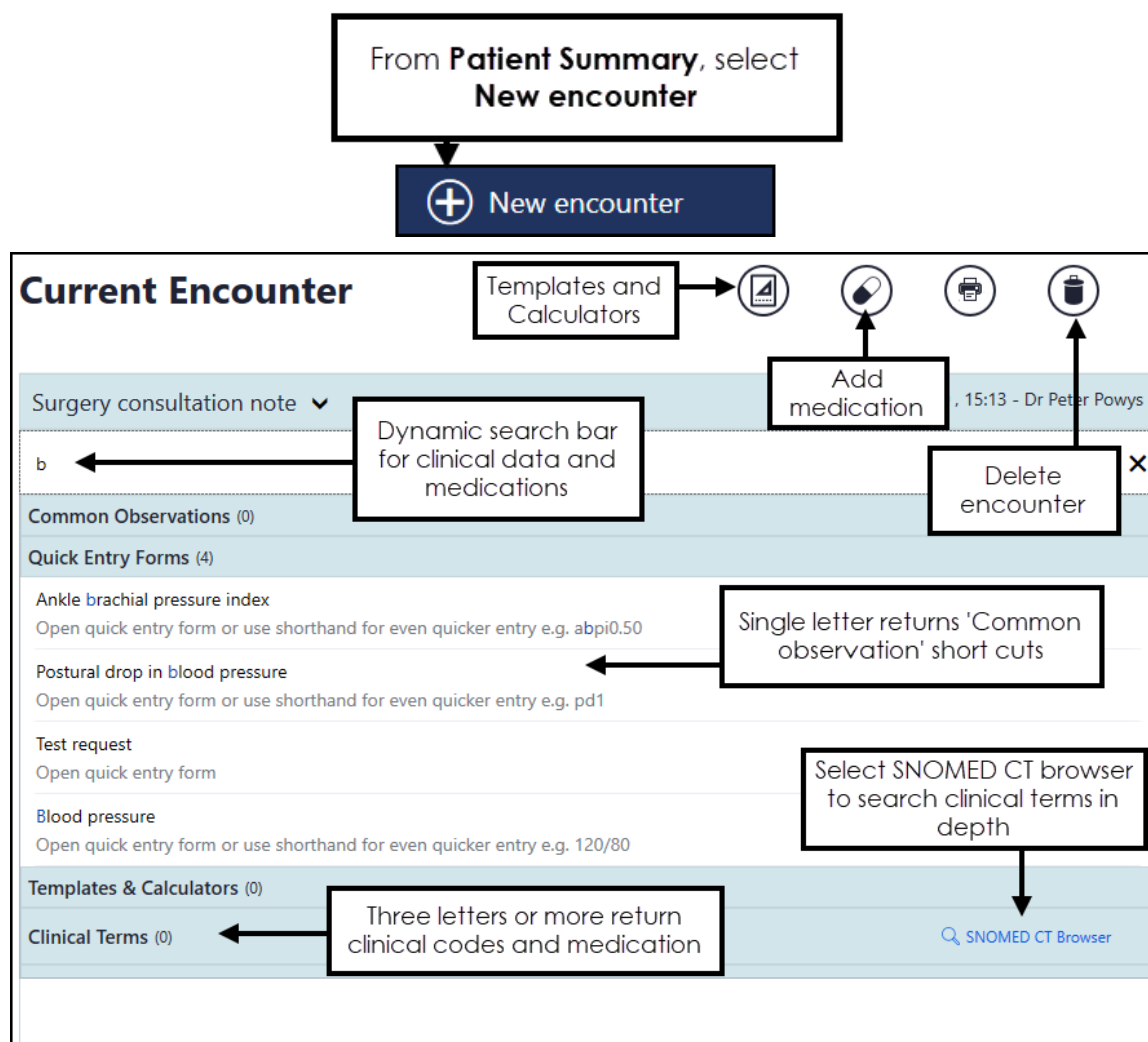 From Patient Summary, select
New encounter
New encounter
Current Encounter
Templates and
Calculators
Add
medication
Surgery consultation note
, 15:13 - Dr Peter Powys
Dynamic search bar
for clinical data and
medications
b
Delete
encounter
Common Observations (0)
Quick Entry Forms (4)
Ankle brachial pressure index
Open quick entry form or use shorthand for even quicker entry e.g. abpi0.50
Single letter returns 'Common
observation' short cuts
Postural drop in blood pressure
Open quick entry form or use shorthand for even quicker entry e.g. pd1
Test request
Open quick entry form
Select SNOMED CT browser
to search clinical terms in
depth
Blood pressure
Open quick entry form or use shorthand for even quicker entry e.g. 120/80
Templates & Calculators (0)
Clinical Terms (0)
Three letters or more return
clinical codes and medication
SNOMED CT Browser